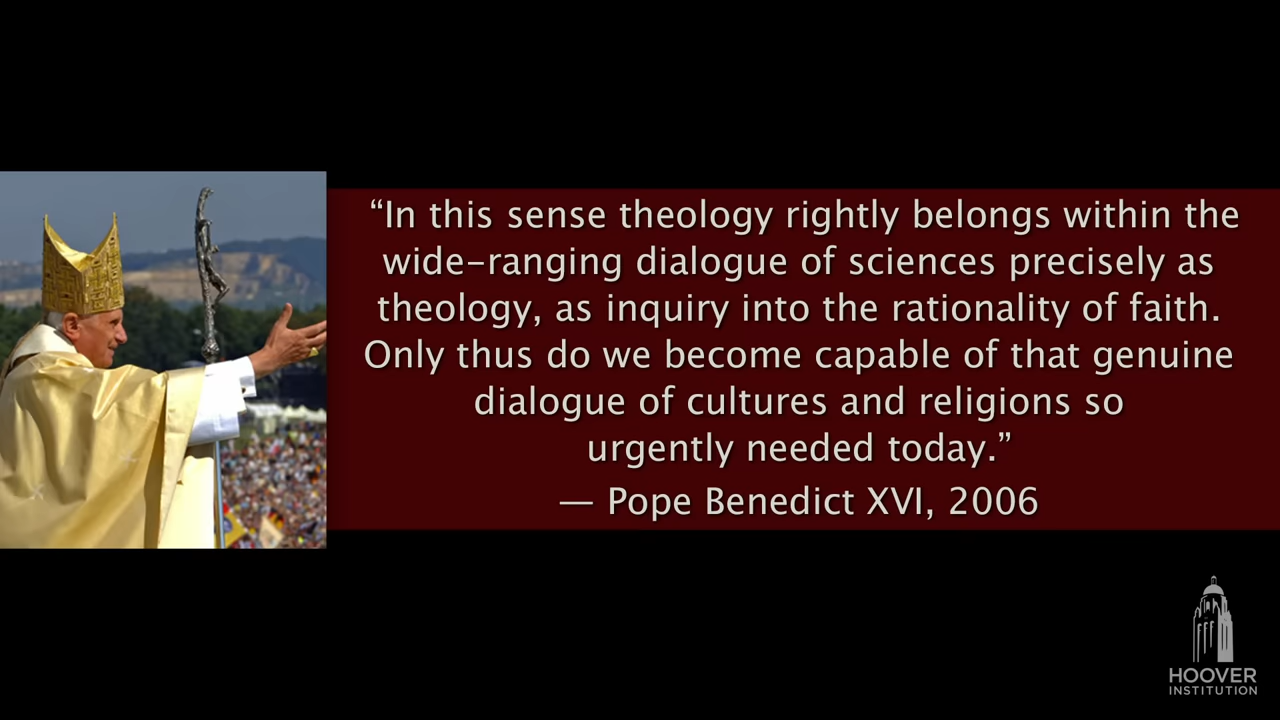 “In this sense theology rightly belongs within the
wide-ranging dialogue of sciences precisely as
theology, as inquiry into the rationality of faith.
Only thus do we become capable of that genuine
dialogue of cultures and religions so
urgently needed today.”
— Pope Benedict XVI, 2006
HOOVER
INSTITUTION